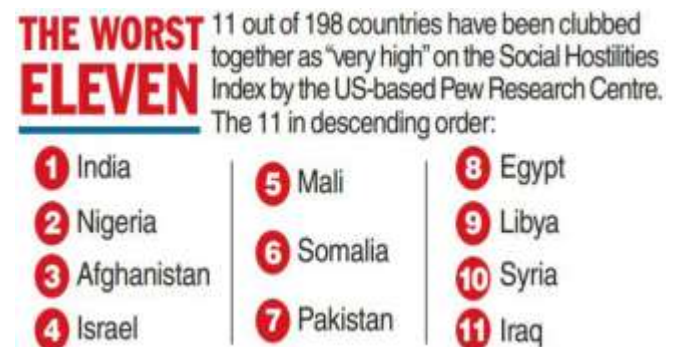 THE WORST
ELEVEN
11 out of 198 countries have been clubbed
together as “very high” on the Social Hostilities
Index by the US-based Pew Research Centre.
The 11 in descending order:
1 India
2 Nigeria
3 Afghanistan
4 Israel
5 Mali
6 Somalia
7 Pakistan
8 Egypt
9 Libya
10 Syria
11 Iraq